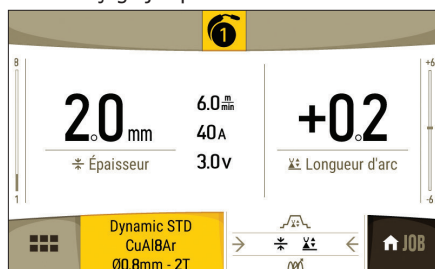 1
8
+6
2.0 mm
6.0 m/min
40 A
3.0 V
+0.2
Épaisseur
Longueur d'arc
1
-6
Dynamic STD
CuAl8Ar
Ø0.8mm - 2T
JOB